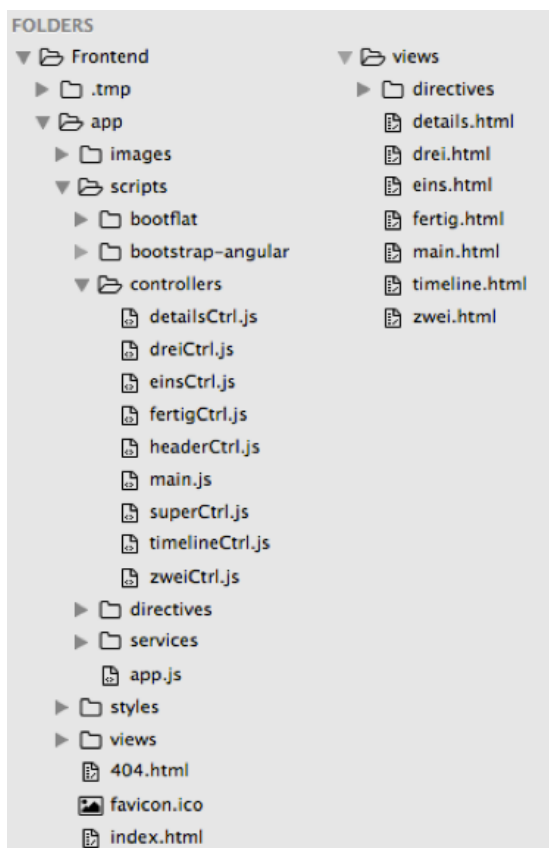 FOLDERS
Frontend
.tmp
app
images
scripts
bootflat
bootstrap-angular
controllers
detailsCtrl.js
dreiCtrl.js
einsCtrl.js
fertigCtrl.js
headerCtrl.js
main.js
superCtrl.js
timelineCtrl.js
zweiCtrl.js
directives
services
app.js
styles
views
404.html
favicon.ico
index.html
views
directives
details.html
drei.html
eins.html
fertig.html
main.html
timeline.html
zwei.html